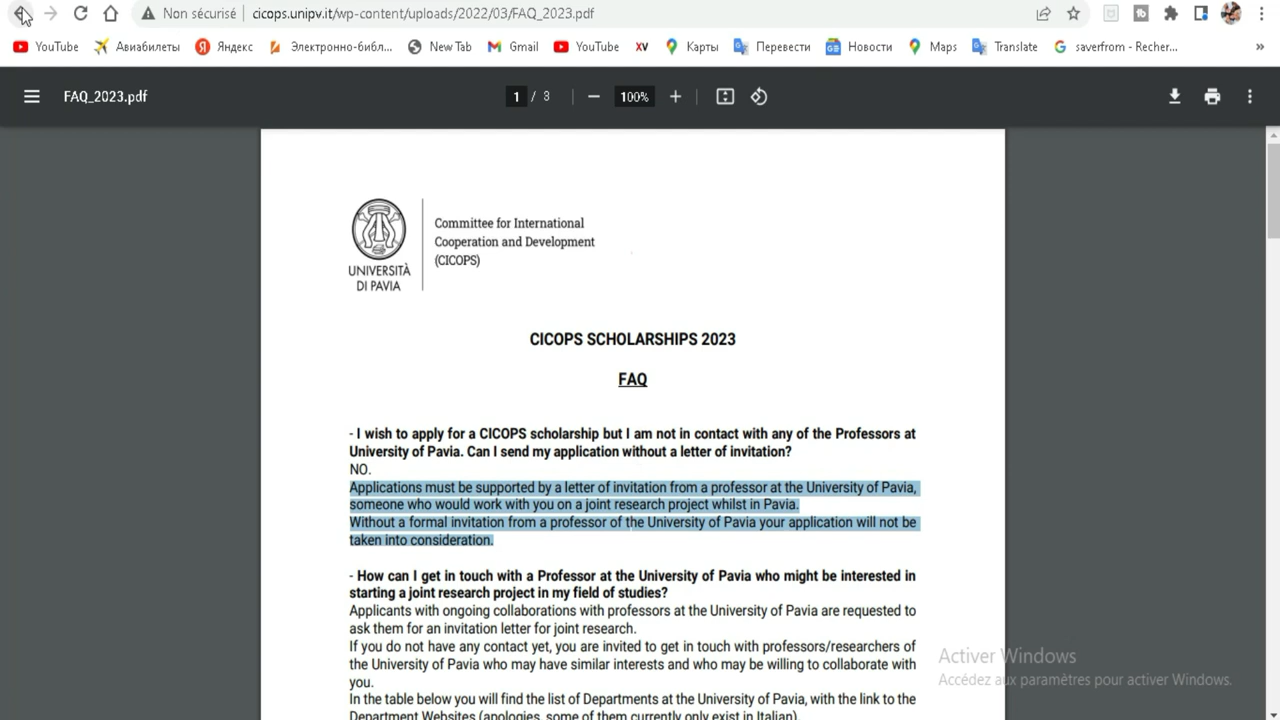 Non sécurisé cicops.unipv.it/wp-content/uploads/2022/03/FAQ_2023.pdf
YouTube Авиабилеты Яндекс Электронно-библ... New Tab Gmail YouTube XV Карты Перевести Новости Maps Translate saverfrom - Recher... »
FAQ_2023.pdf 1 / 3 100%
Committee for International
Cooperation and Development
(CICOPS)
UNIVERSITÀ
DI PAVIA
CICOPS SCHOLARSHIPS 2023
FAQ
- I wish to apply for a CICOPS scholarship but I am not in contact with any of the Professors at
University of Pavia. Can I send my application without a letter of invitation?
NO.
Applications must be supported by a letter of invitation from a professor at the University of Pavia,
someone who would work with you on a joint research project whilst in Pavia.
Without a formal invitation from a professor of the University of Pavia your application will not be
taken into consideration.
- How can I get in touch with a Professor at the University of Pavia who might be interested in
starting a joint research project in my field of studies?
Applicants with ongoing collaborations with professors at the University of Pavia are requested to
ask them for an invitation letter for joint research.
If you do not have any contact yet, you are invited to get in touch with professors/researchers of
the University of Pavia who may have similar interests and who may be willing to collaborate with
you.
In the table below you will find the list of Departments at the University of Pavia, with the link to the
Department Websites (apologies, some of them currently only exist in Italian).
Activer Windows
Accédez aux paramètres pour activer Windows.